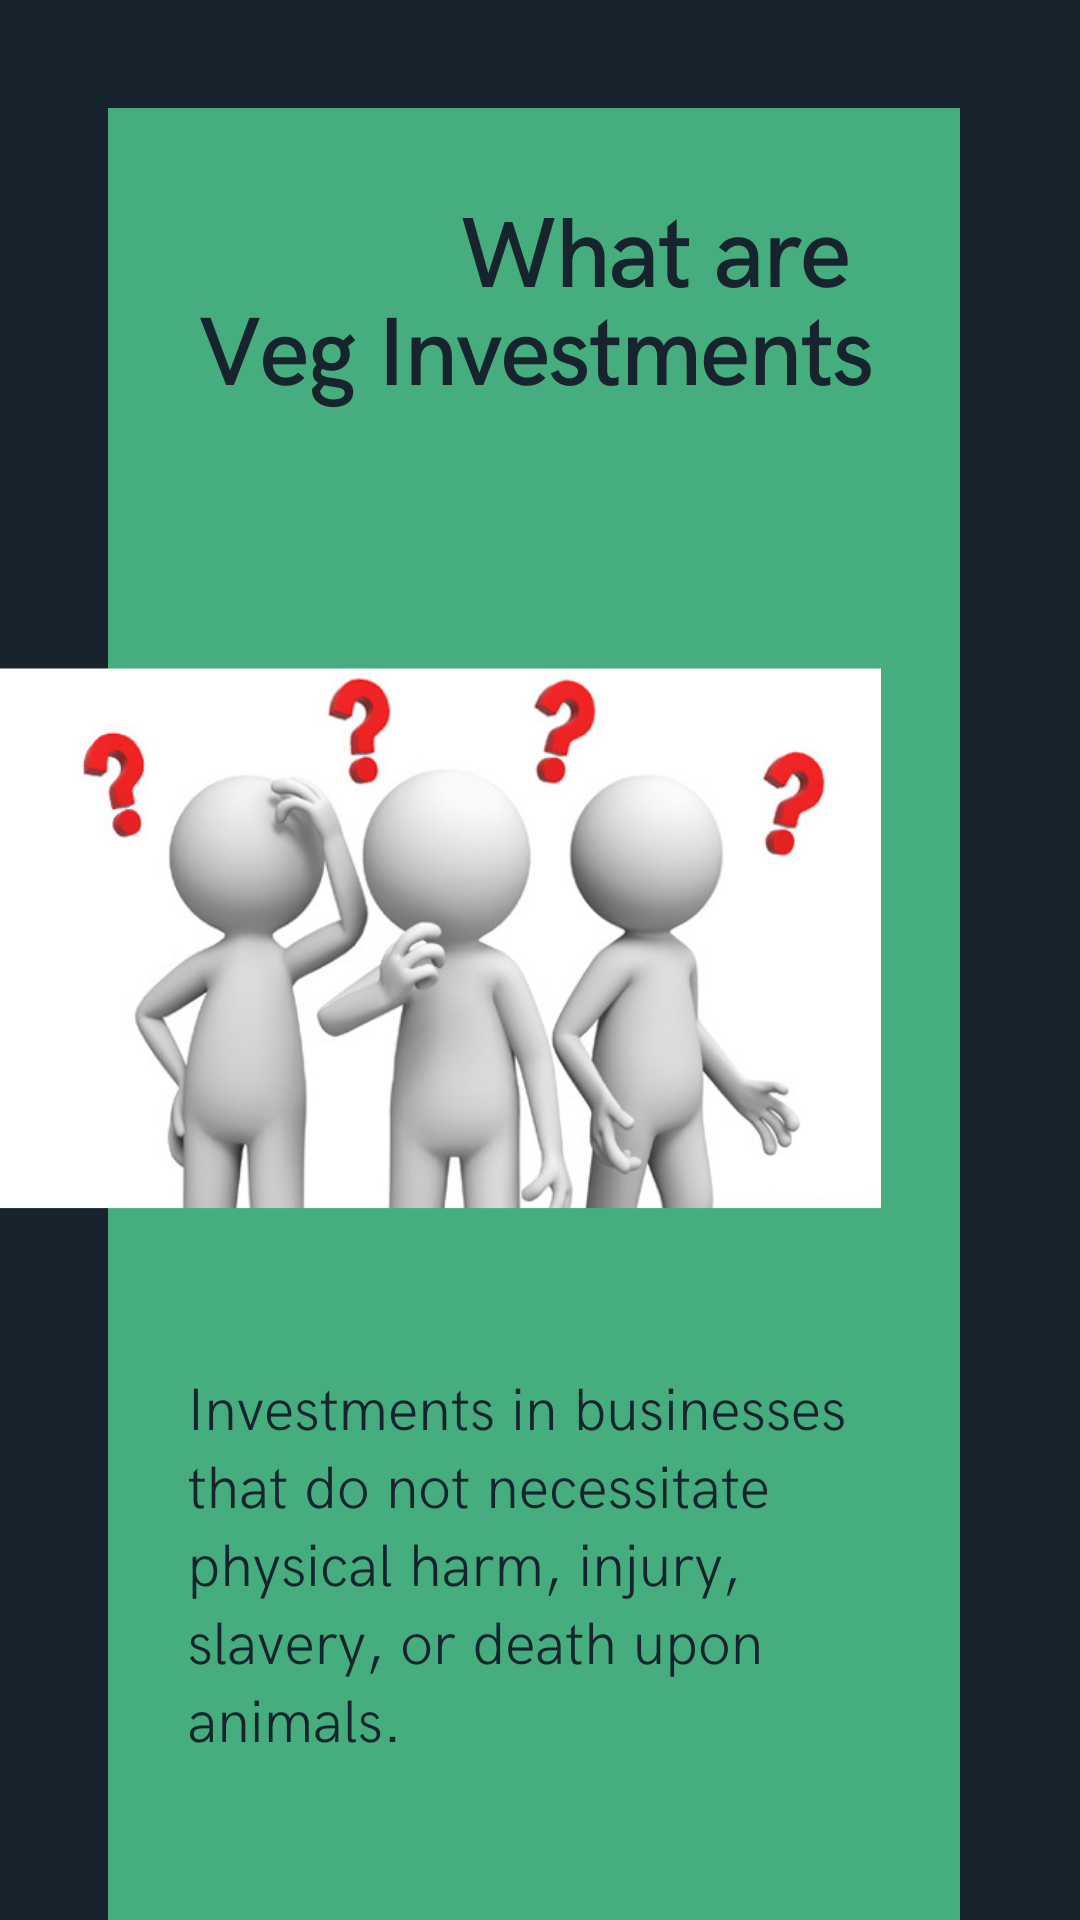 What are
Veg Investments
? ? ? ?
Investments in businesses
that do not necessitate
physical harm, injury,
slavery, or death upon
animals.